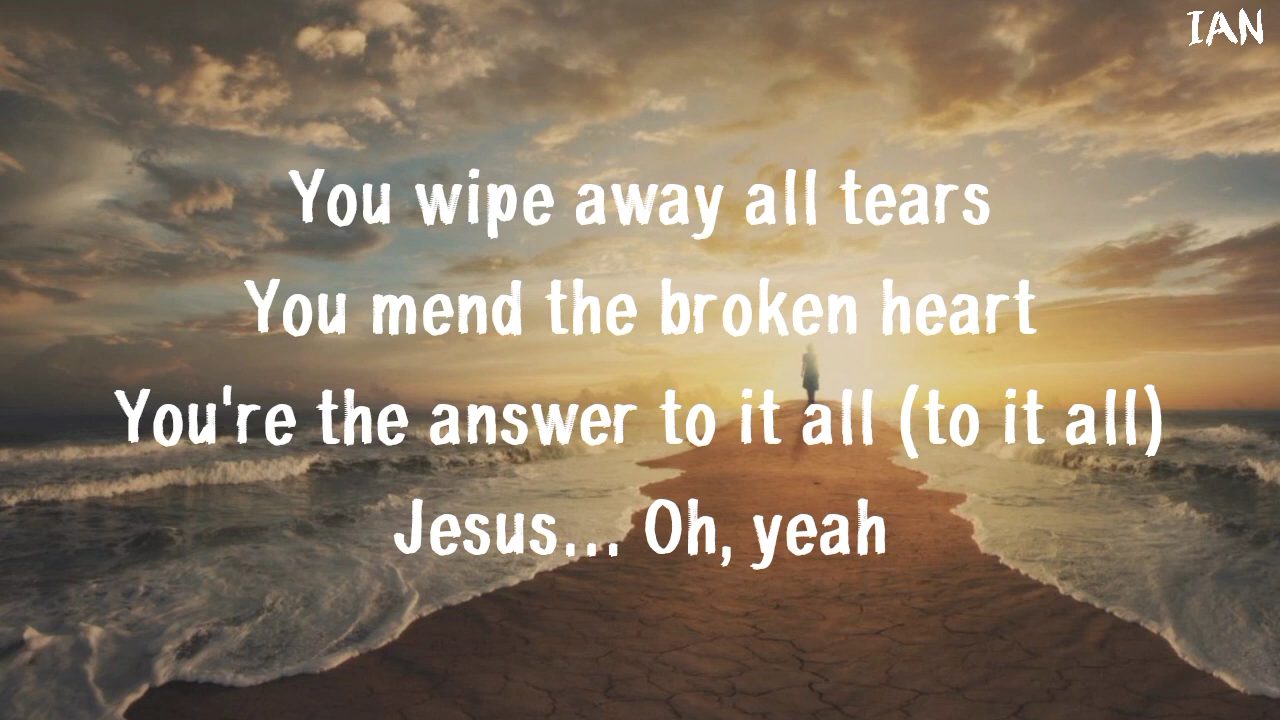 IAN
You wipe away all tears
You mend the broken heart
You're the answer to it all (to it all)
Jesus... Oh, yeah